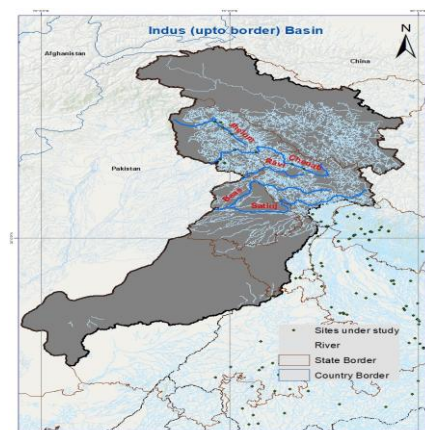 Indus (upto border) Basin
N
Afghanistan
China
Jhelum
Chenab
Ravi
Pakistan
Beas
Satluj
Sites under study
River
State Border
Country Border